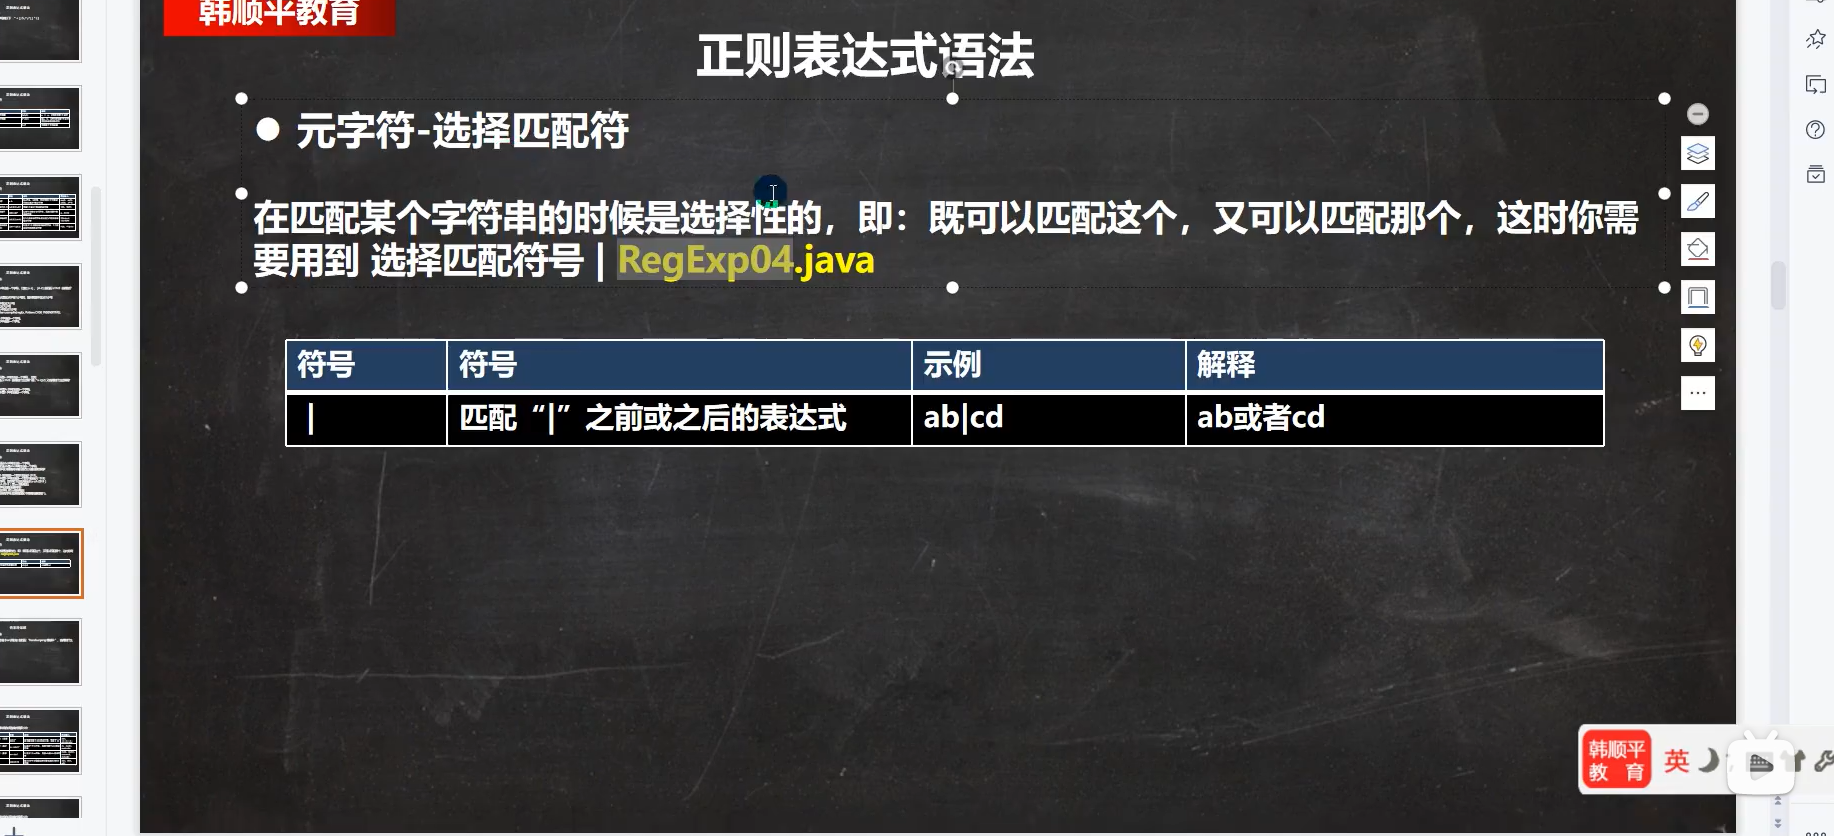 韩顺平教育
正则表达式语法
元字符-选择匹配符
在匹配某个字符串的时候是选择性的，即：既可以匹配这个，又可以匹配那个，这时你需
要用到 选择匹配符号 | RegExp04.java
符号 符号 示例 解释
| 匹配“|”之前或之后的表达式 ab|cd ab或者cd
韩顺平
教 育
英